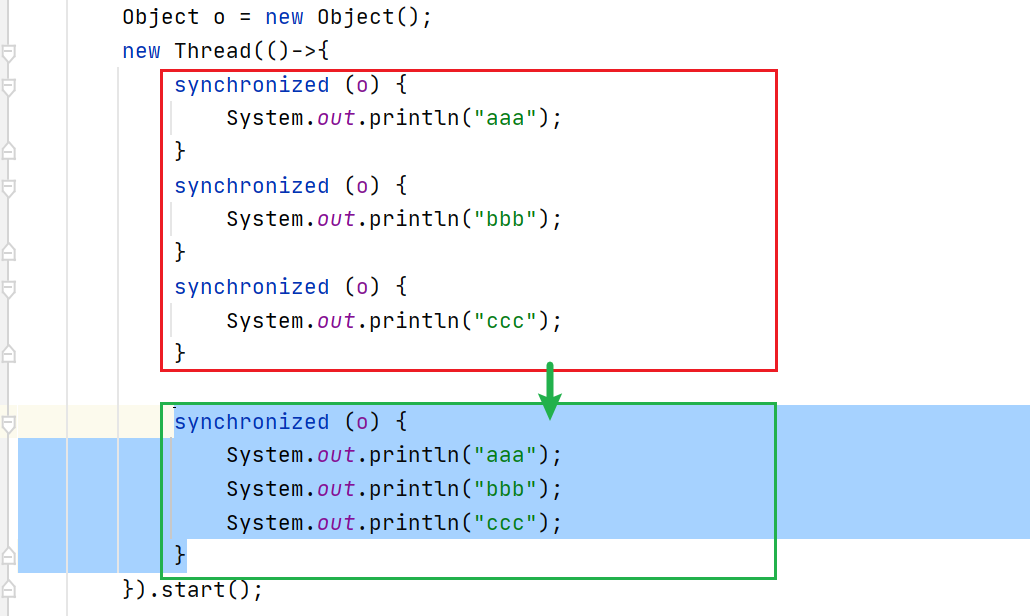 Object o = new Object();
new Thread(()->{
synchronized (o) {
System.out.println("aaa");
}
synchronized (o) {
System.out.println("bbb");
}
synchronized (o) {
System.out.println("ccc");
}
synchronized (o) {
System.out.println("aaa");
System.out.println("bbb");
System.out.println("ccc");
}
}).start();